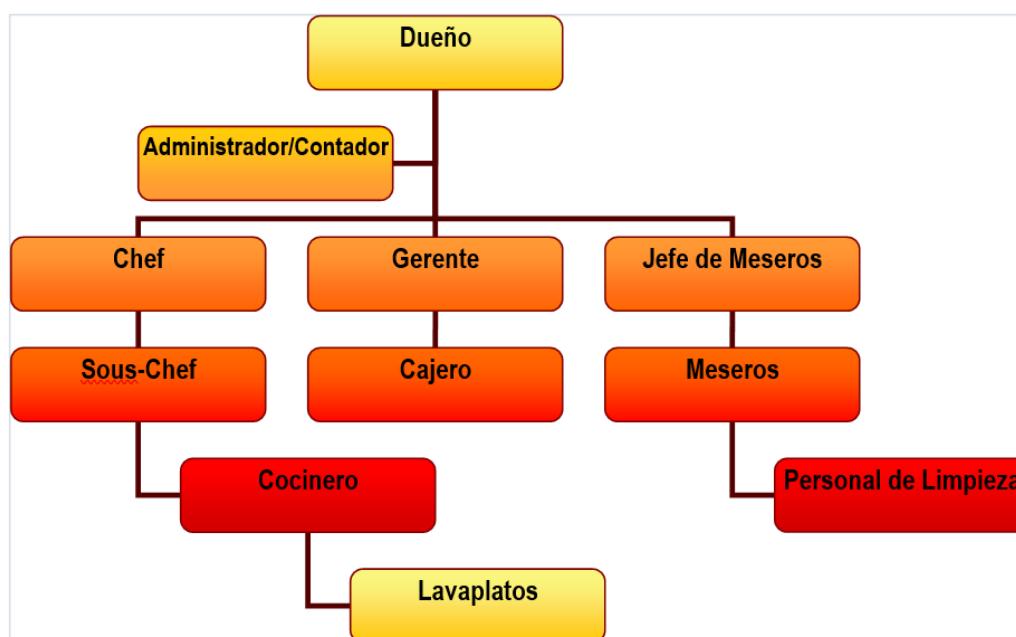 Dueño
Administrador/Contador
Chef
Gerente
Jefe de Meseros
Sous-Chef
Cajero
Meseros
Cocinero
Personal de Limpieza
Lavaplatos